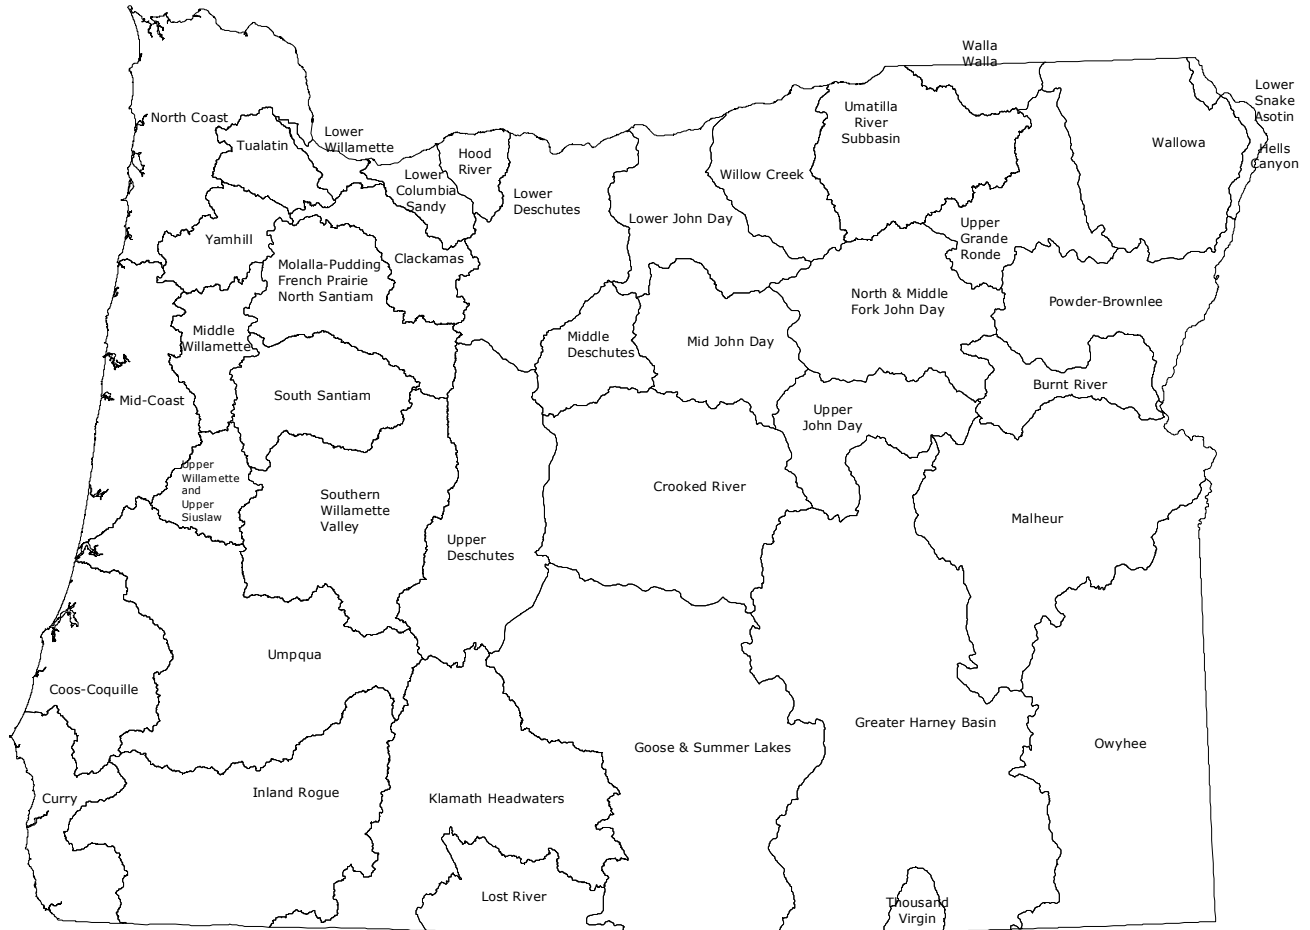 Walla
Walla
Lower
Snake
Asotin
Hells
Canyon
North Coast
Tualatin
Lower
Willamette
Hood
River
Lower
Columbia
Sandy
Lower
Deschutes
Lower John Day
Willow Creek
Umatilla
River
Subbasin
Wallowa
Yamhill
Molalla-Pudding
French Prairie
North Santiam
Clackamas
Upper
Grande
Ronde
North & Middle
Fork John Day
Powder-Brownlee
Middle
Willamette
Middle
Deschutes
Mid John Day
Mid-Coast
South Santiam
Upper
John Day
Burnt River
Upper
Willamette
and
Upper
Siuslaw
Southern
Willamette
Valley
Upper
Deschutes
Crooked River
Malheur
Coos-Coquille
Umpqua
Goose & Summer Lakes
Greater Harney Basin
Owyhee
Curry
Inland Rogue
Klamath Headwaters
Lost River
Thousand
Virgin